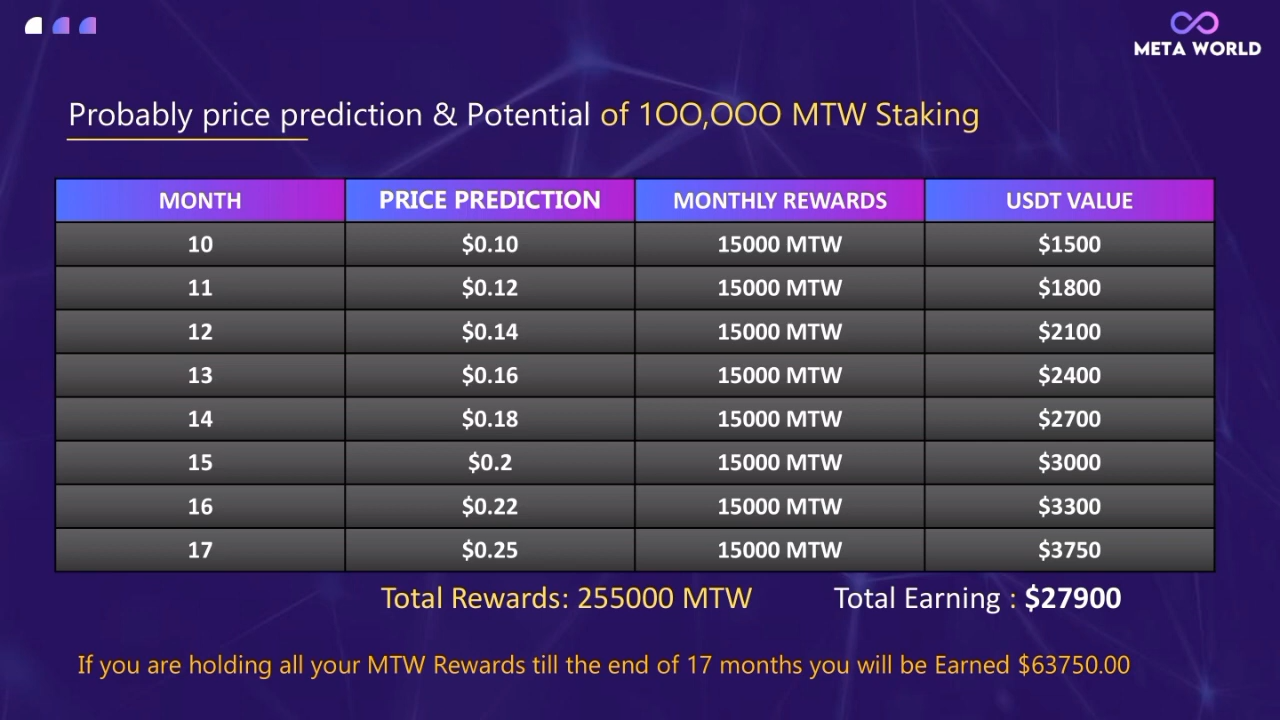 META WORLD
Probably price prediction & Potential of 100,000 MTW Staking
MONTH PRICE PREDICTION MONTHLY REWARDS USDT VALUE
10 $0.10 15000 MTW $1500
11 $0.12 15000 MTW $1800
12 $0.14 15000 MTW $2100
13 $0.16 15000 MTW $2400
14 $0.18 15000 MTW $2700
15 $0.2 15000 MTW $3000
16 $0.22 15000 MTW $3300
17 $0.25 15000 MTW $3750
Total Rewards: 255000 MTW Total Earning : $27900
If you are holding all your MTW Rewards till the end of 17 months you will be Earned $63750.00